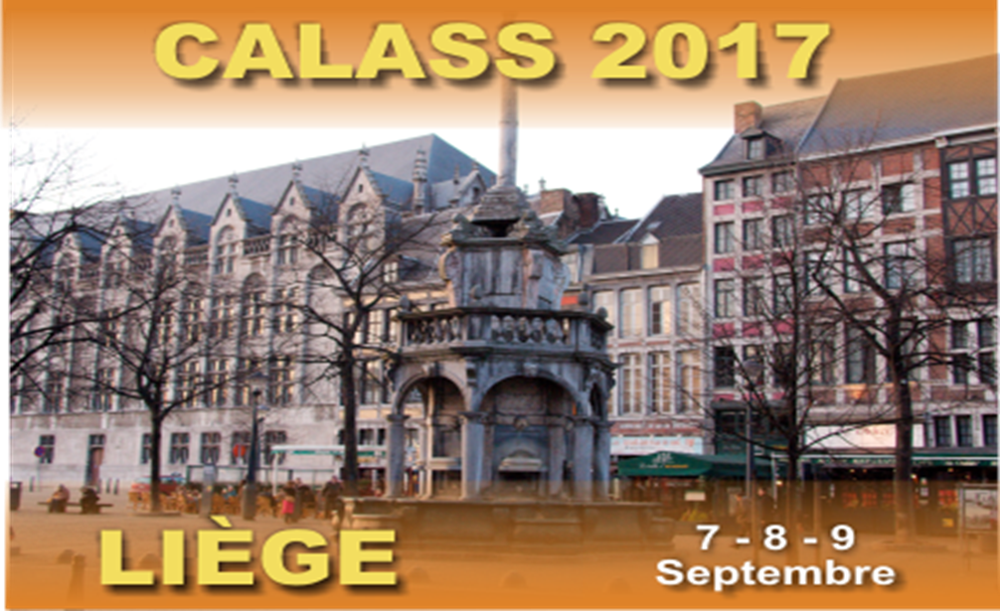 CALASS 2017
LIÈGE
7 - 8 - 9
Septembre